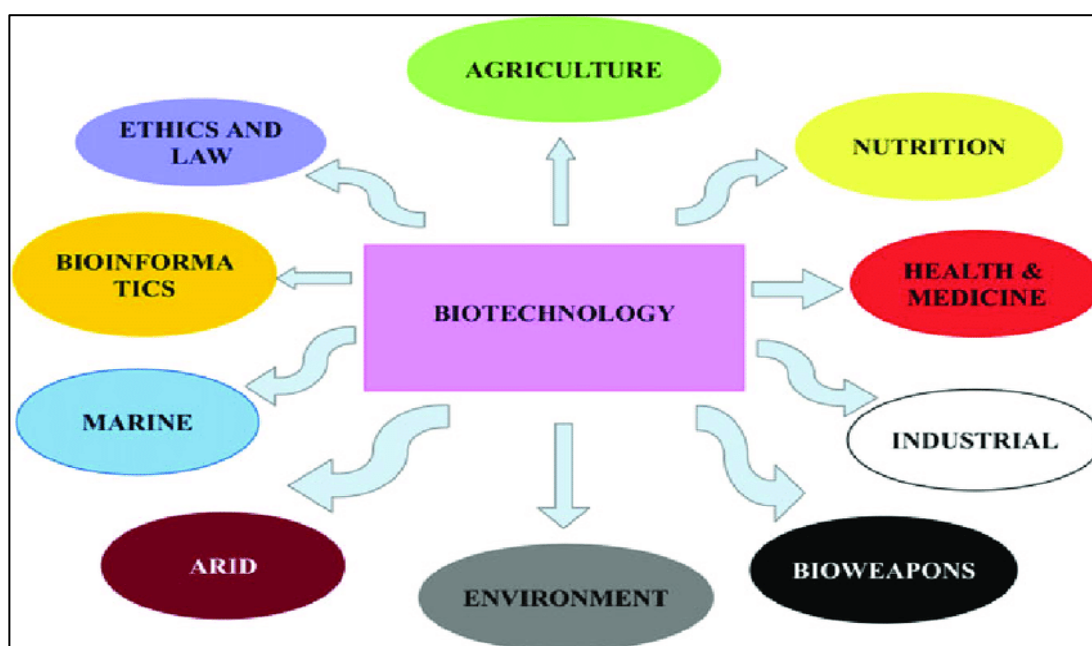 AGRICULTURE
ETHICS AND
LAW
NUTRITION
BIOINFORMA
TICS
HEALTH &
MEDICINE
BIOTECHNOLOGY
MARINE
INDUSTRIAL
ARID
ENVIRONMENT
BIOWEAPONS